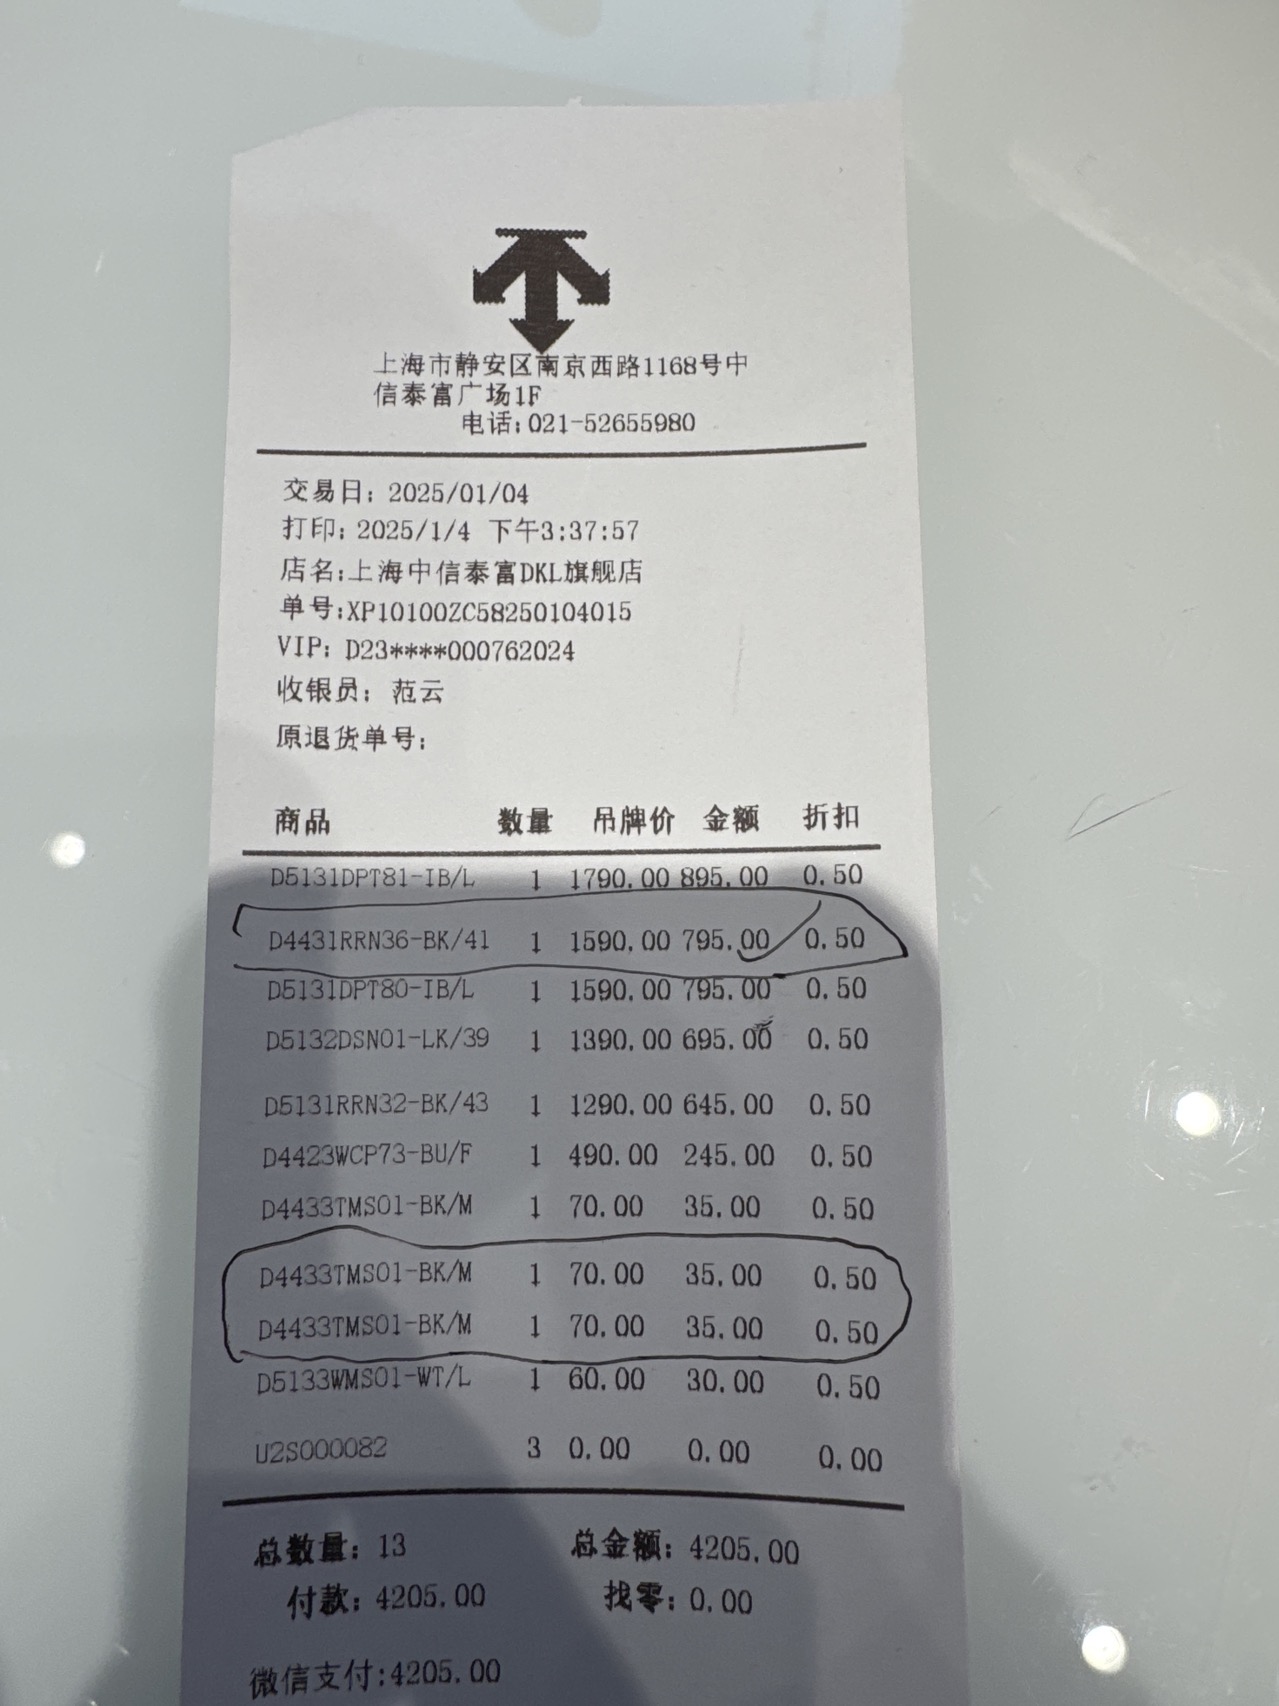 上海市静安区南京西路1168号中
信泰富广场1F
电话:021-52655980
交易日: 2025/01/04
打印: 2025/1/4 下午3:37:57
店名:上海中信泰富DKL旗舰店
单号:XP10100ZC58250104015
VIP: D23****000762024
收银员: 范云
原退货单号:
商品 数量 吊牌价 金额 折扣
D5131DPT81-IB/L 1 1790.00 895.00 0.50
D4431RRN36-BK/41 1 1590.00 795.00 0.50
D5131DPT80-IB/L 1 1590.00 795.00 0.50
D5132DSN01-LK/39 1 1390.00 695.00 0.50
D5131RRN32-BK/43 1 1290.00 645.00 0.50
D4423WCP73-BU/F 1 490.00 245.00 0.50
D4433TMS01-BK/M 1 70.00 35.00 0.50
D4433TMS01-BK/M 1 70.00 35.00 0.50
D4433TMS01-BK/M 1 70.00 35.00 0.50
D5133WMS01-WT/L 1 60.00 30.00 0.50
U2S000082 3 0.00 0.00 0.00
总数量: 13 总金额: 4205.00
付款: 4205.00 找零: 0.00
微信支付:4205.00